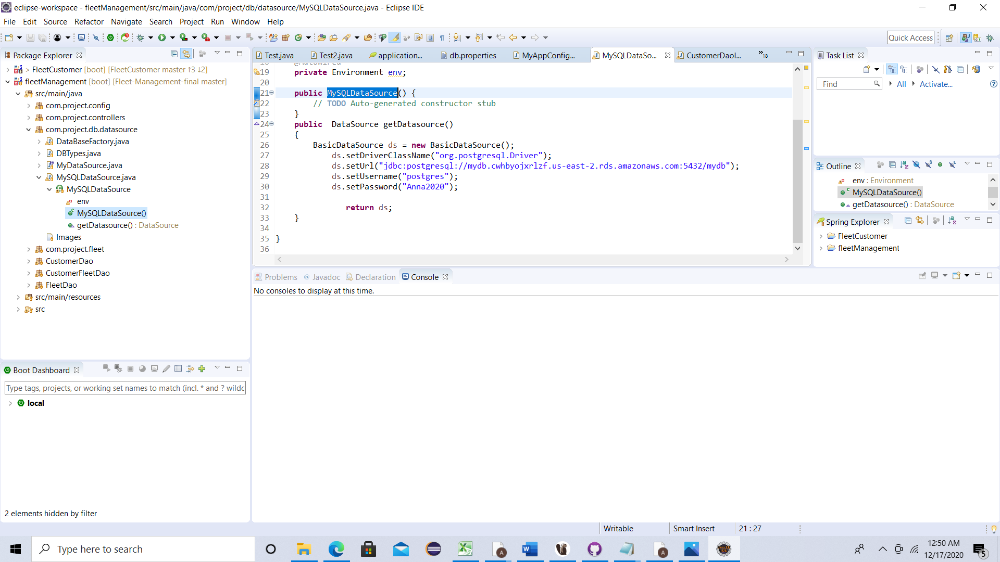 eclipse-workspace - fleetManagement/src/main/java/com/project/db/datasource/MySQLDataSource.java - Eclipse IDE
File Edit Source Refactor Navigate Search Project Run Window Help
Quick Access
Package Explorer
> FleetCustomer [boot] [FleetCustomer master ↑3 ↓2]
fleetManagement [boot] [Fleet-Management-final master]
src/main/java
com.project.config
com.project.controllers
com.project.db.datasource
DataBaseFactory.java
DBTypes.java
MyDataSource.java
MySQLDataSource.java
MySQLDataSource
env
MySQLDataSource()
getDatasource() : DataSource
Images
com.project.fleet
CustomerDao
CustomerFleetDao
FleetDao
src/main/resources
src
Boot Dashboard
Type tags, projects, or working set names to match (incl. * and ? wildc
local
2 elements hidden by filter
Test.java Test2.java application... db.properties MyAppConfig... MySQLDataSo... CustomerDaoI... »18
18 @Autowired
19 private Environment env;
20
21 public MySQLDataSource() {
22 // TODO Auto-generated constructor stub
23 }
24 public  DataSource getDatasource()
25 {
26 BasicDataSource ds = new BasicDataSource();
27 ds.setDriverClassName("org.postgresql.Driver");
28 ds.setUrl("jdbc:postgresql://mydb.cwhbyojxrlzf.us-east-2.rds.amazonaws.com:5432/mydb");
29 ds.setUsername("postgres");
30 ds.setPassword("Anna2020");
31
32 return ds;
33 }
34
35 }
36
Problems @ Javadoc Declaration Console
No consoles to display at this time.
Task List
Find All Activate...
Outline
env : Environment
MySQLDataSource()
getDatasource() : DataSource
Spring Explorer
FleetCustomer
fleetManagement
Writable Smart Insert 21 : 27
Type here to search
12:50 AM
12/17/2020
5